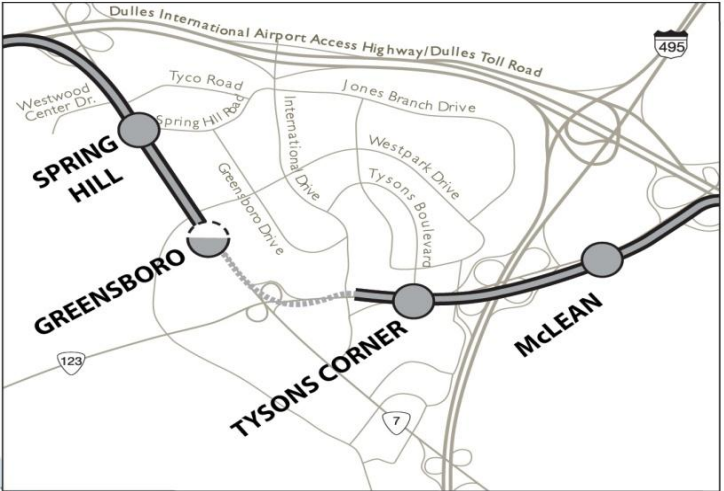 Dulles International Airport Access Highway/Dulles Toll Road
495
Westwood
Center Dr.
Tyco Road
Spring Hill Road
Jones Branch Drive
International Drive
Westpark Drive
Tysons Boulevard
Greensboro Drive
SPRING
HILL
GREENSBORO
TYSONS CORNER
McLEAN
123
7